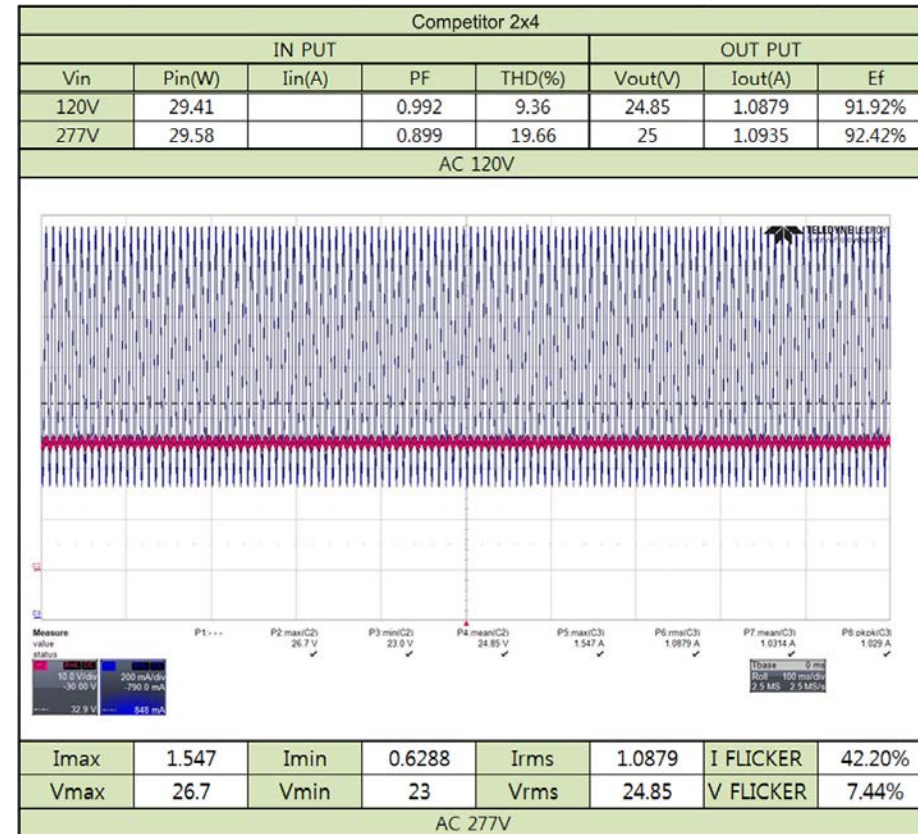 Competitor 2x4
IN PUT OUT PUT
Vin Pin(W) Iin(A) PF THD(%) Vout(V) Iout(A) Ef
120V 29.41 0.992 9.36 24.85 1.0879 91.92%
277V 29.58 0.899 19.66 25 1.0935 92.42%
AC 120V
TELEDYNE LECROY
Measure P1:- - - P2:max(C2) P3:min(C2) P4:mean(C2) P5:max(C3) P6:rms(C3) P7:mean(C3) P8:pkpk(C3)
value 26.7 V 23.0 V 24.85 V 1.547 A 1.0879 A 1.0314 A 1.029 A
status
10.0 V/div 200 mA/div Tbase 0 ms
-30.00 V -790.0 mA Roll 100 ms/div
32.9 V 848 mA 2.5 MS 2.5 MS/s
Imax 1.547 Imin 0.6288 Irms 1.0879 I FLICKER 42.20%
Vmax 26.7 Vmin 23 Vrms 24.85 V FLICKER 7.44%
AC 277V